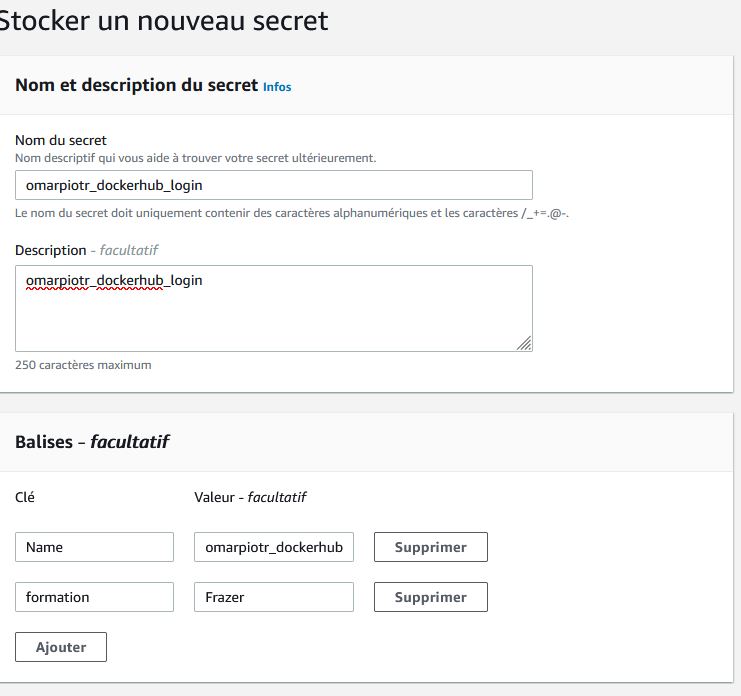 Stocker un nouveau secret
Nom et description du secret Infos
Nom du secret
Nom descriptif qui vous aide à trouver votre secret ultérieurement.
omarpiotr_dockerhub_login
Le nom du secret doit uniquement contenir des caractères alphanumériques et les caractères /_+=.@-.
Description - facultatif
omarpiotr_dockerhub_login
250 caractères maximum
Balises - facultatif
Clé Valeur - facultatif
Name omarpiotr_dockerhub Supprimer
formation Frazer Supprimer
Ajouter